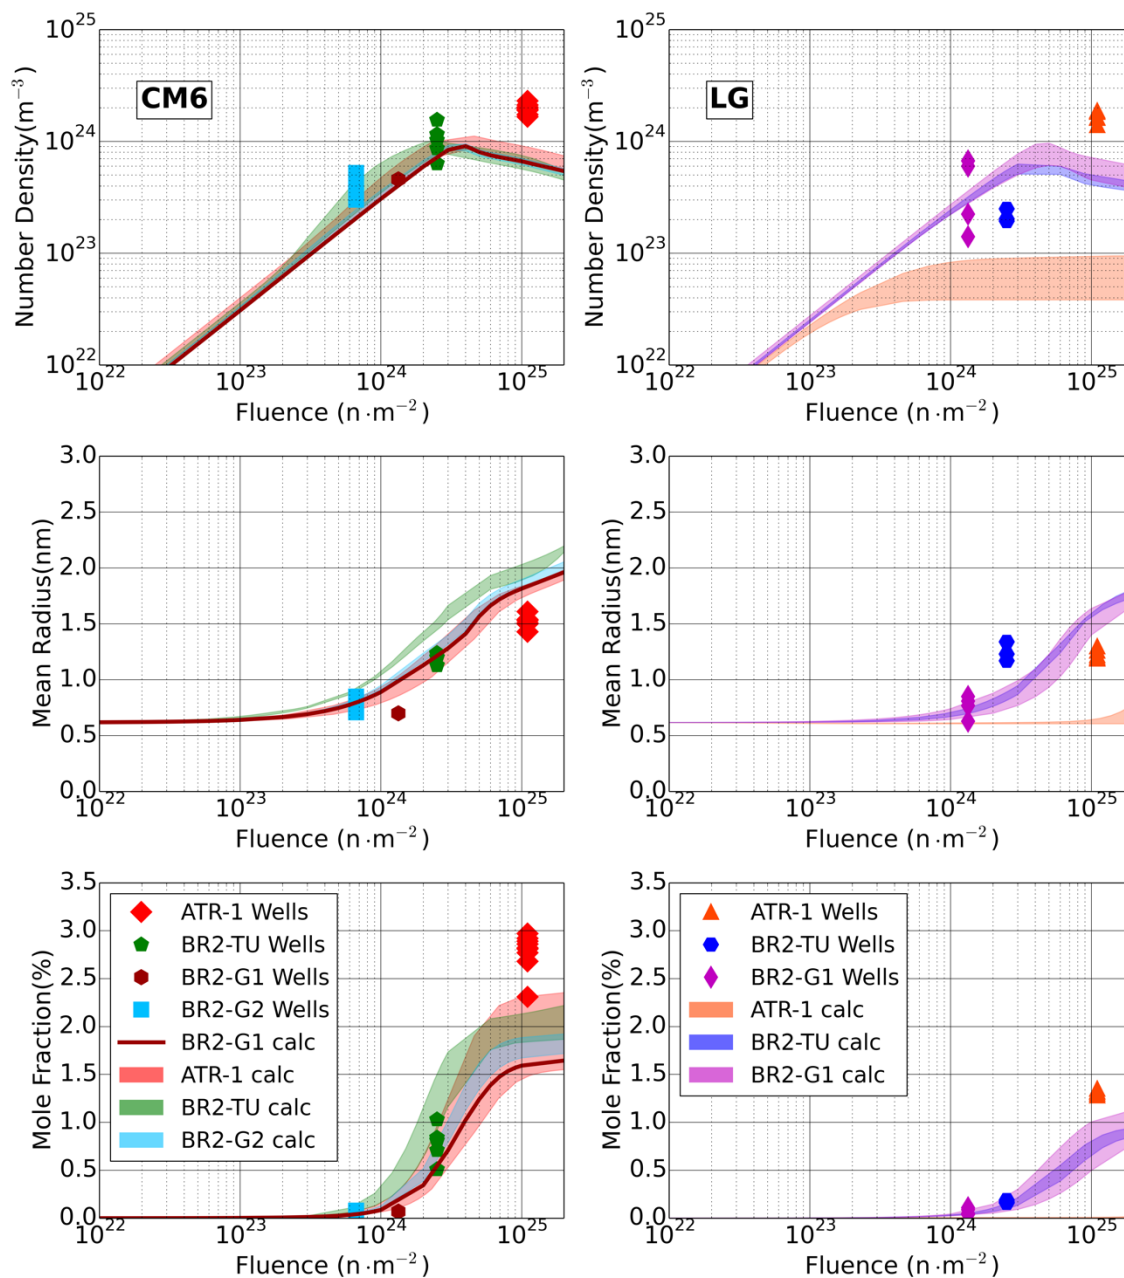 CM6
Number Density(m⁻³)
10²⁵
10²⁴
10²³
10²²
10²² 10²³ 10²⁴ 10²⁵
Fluence (n·m⁻²)
LG
Number Density(m⁻³)
10²⁵
10²⁴
10²³
10²²
10²² 10²³ 10²⁴ 10²⁵
Fluence (n·m⁻²)
Mean Radius(nm)
3.0
2.5
2.0
1.5
1.0
0.5
0.0
10²² 10²³ 10²⁴ 10²⁵
Fluence (n·m⁻²)
Mean Radius(nm)
3.0
2.5
2.0
1.5
1.0
0.5
0.0
10²² 10²³ 10²⁴ 10²⁵
Fluence (n·m⁻²)
Mole Fraction(%)
3.5
3.0
2.5
2.0
1.5
1.0
0.5
0.0
ATR-1 Wells
BR2-TU Wells
BR2-G1 Wells
BR2-G2 Wells
BR2-G1 calc
ATR-1 calc
BR2-TU calc
BR2-G2 calc
10²² 10²³ 10²⁴ 10²⁵
Fluence (n·m⁻²)
Mole Fraction(%)
3.5
3.0
2.5
2.0
1.5
1.0
0.5
0.0
ATR-1 Wells
BR2-TU Wells
BR2-G1 Wells
ATR-1 calc
BR2-TU calc
BR2-G1 calc
10²² 10²³ 10²⁴ 10²⁵
Fluence (n·m⁻²)